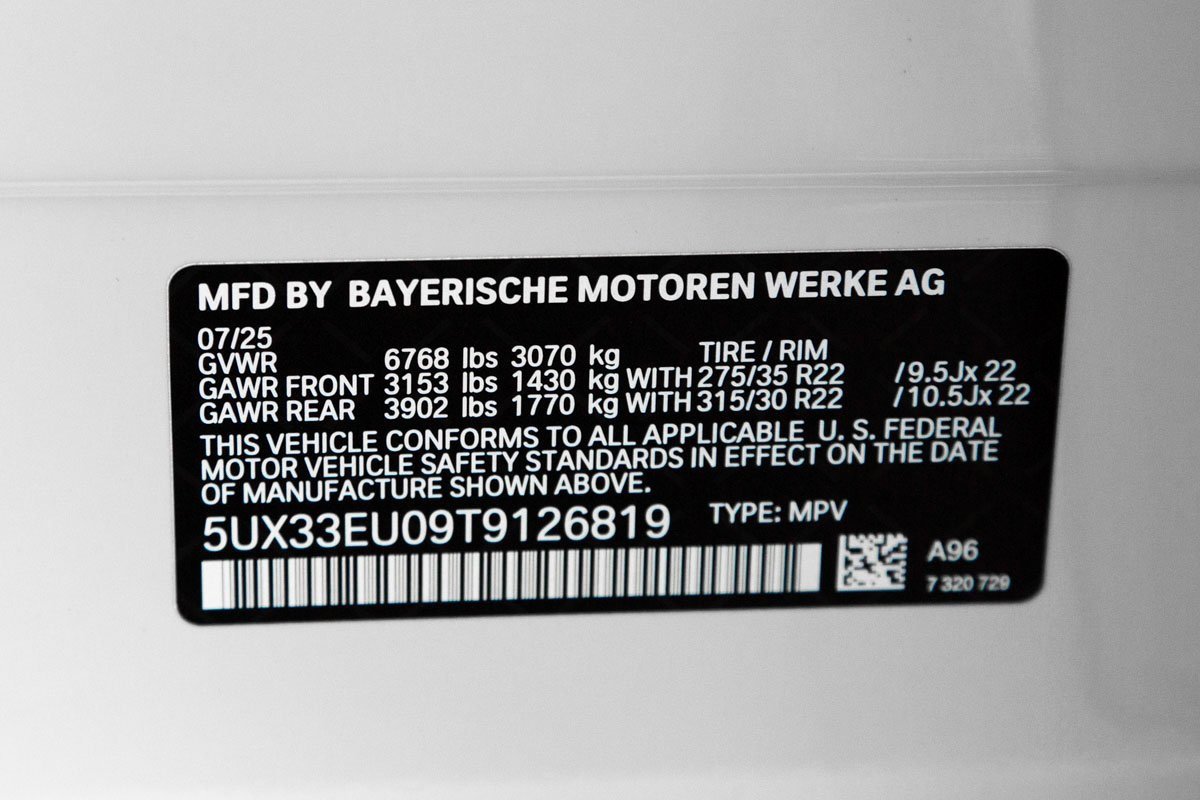 MFD BY BAYERISCHE MOTOREN WERKE AG
07/25
GVWR 6768 lbs 3070 kg TIRE / RIM
GAWR FRONT 3153 lbs 1430 kg WITH 275/35 R22 /9.5Jx 22
GAWR REAR 3902 lbs 1770 kg WITH 315/30 R22 /10.5Jx 22
THIS VEHICLE CONFORMS TO ALL APPLICABLE U. S. FEDERAL
MOTOR VEHICLE SAFETY STANDARDS IN EFFECT ON THE DATE
OF MANUFACTURE SHOWN ABOVE.
5UX33EU09T9126819 TYPE: MPV
A96
7 320 729